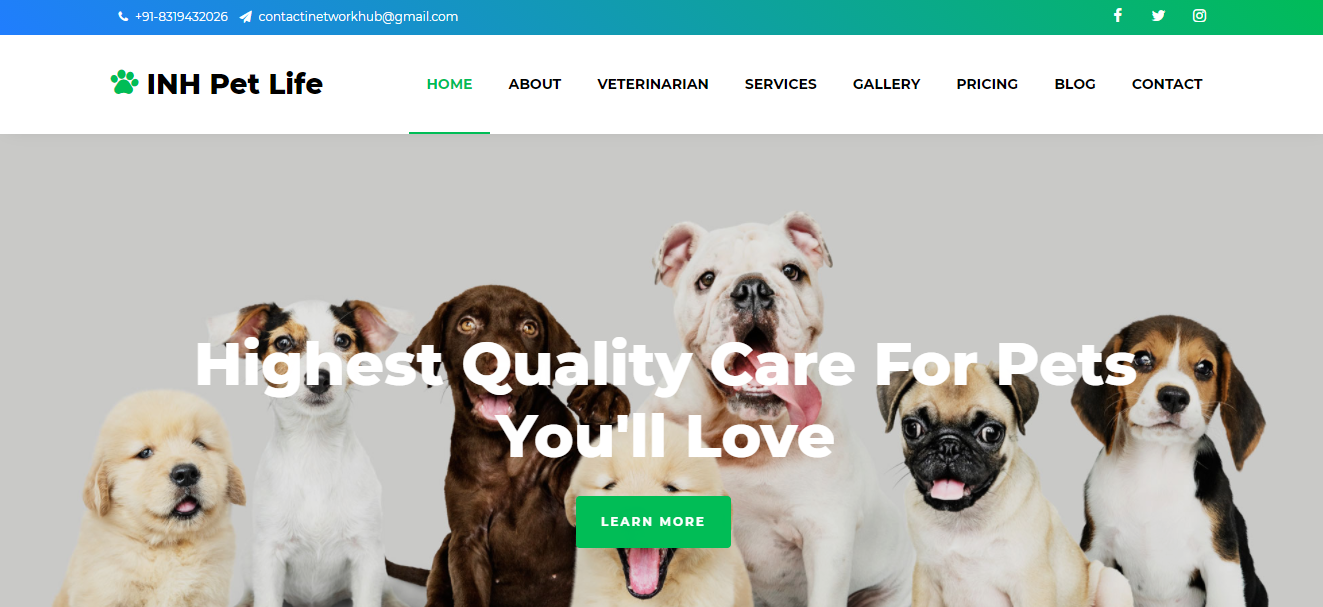 +91-8319432026 contactinetworkhub@gmail.com
INH Pet Life
HOME ABOUT VETERINARIAN SERVICES GALLERY PRICING BLOG CONTACT
Highest Quality Care For Pets
You'll Love
LEARN MORE